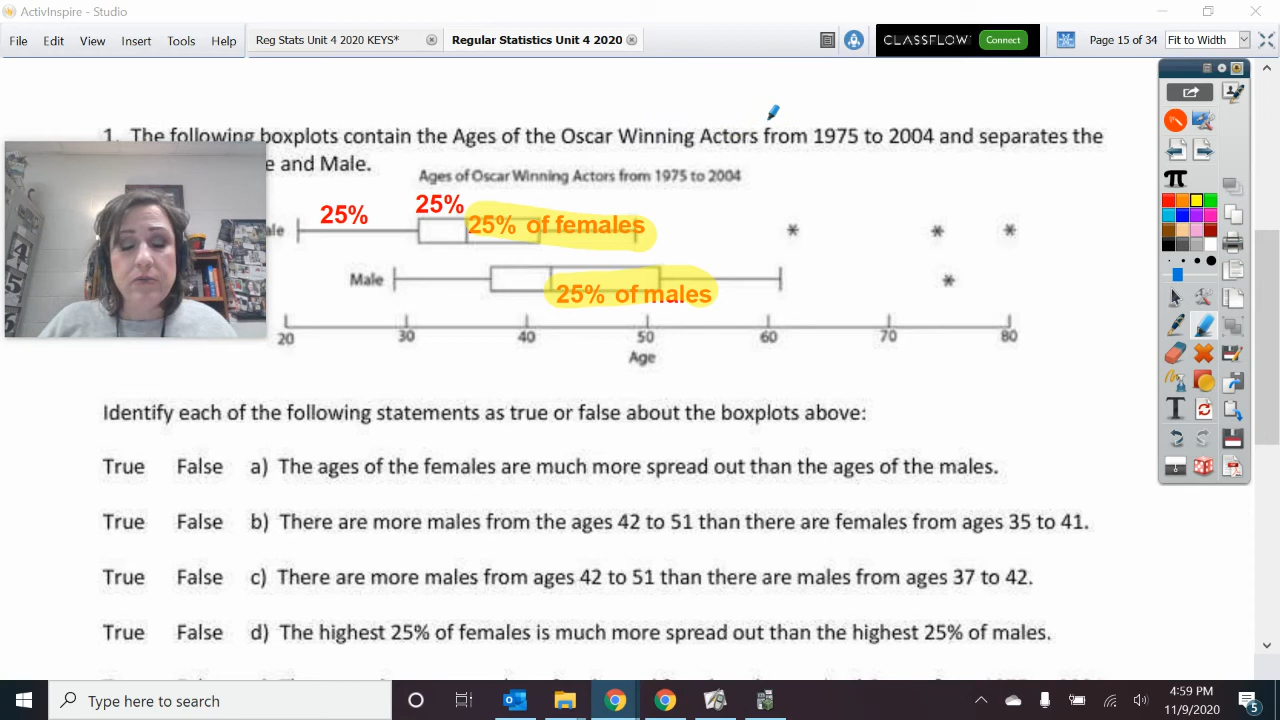 ActivInspire - Studio
File Edit View Insert Tools Help Reg Stats Unit 4 2020 KEYS* Regular Statistics Unit 4 2020 CLASSFLOW Connect Page 15 of 34 Fit to Width
1. The following boxplots contain the Ages of the Oscar Winning Actors from 1975 to 2004 and separates the
e and Male.
Ages of Oscar Winning Actors from 1975 to 2004
25% 25% 25% of females
ale
Male
25% of males
20 30 40 50 60 70 80
Age
Identify each of the following statements as true or false about the boxplots above:
True False a) The ages of the females are much more spread out than the ages of the males.
True False b) There are more males from the ages 42 to 51 than there are females from ages 35 to 41.
True False c) There are more males from ages 42 to 51 than there are males from ages 37 to 42.
True False d) The highest 25% of females is much more spread out than the highest 25% of males.
Type here to search
4:59 PM
11/9/2020
5